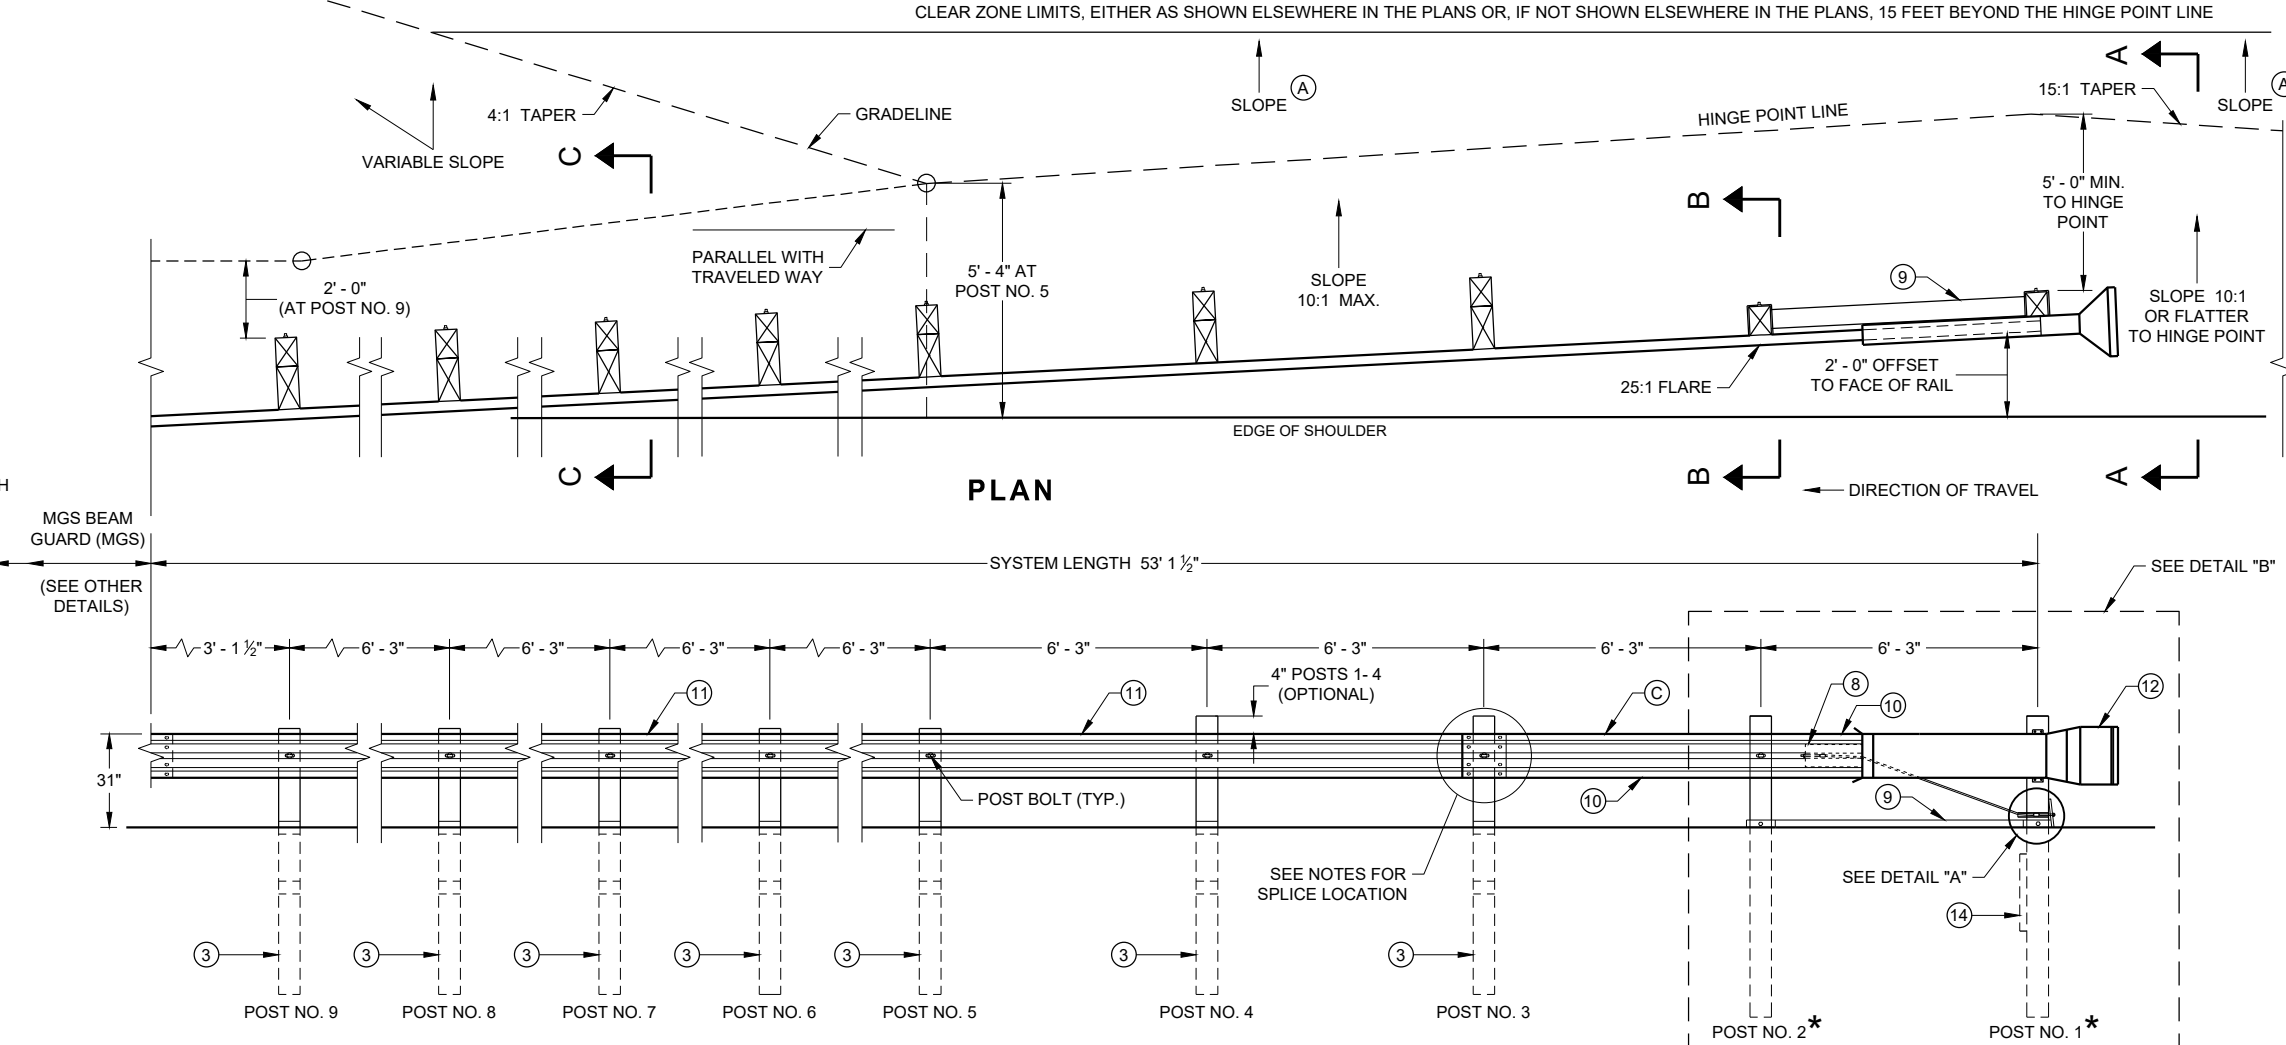 CLEAR ZONE LIMITS, EITHER AS SHOWN ELSEWHERE IN THE PLANS OR, IF NOT SHOWN ELSEWHERE IN THE PLANS, 15 FEET BEYOND THE HINGE POINT LINE
4:1 TAPER
GRADELINE
VARIABLE SLOPE
C
SLOPE
A
HINGE POINT LINE
15:1 TAPER
A
SLOPE
A
2' - 0"
(AT POST NO. 9)
PARALLEL WITH
TRAVELED WAY
5' - 4" AT
POST NO. 5
SLOPE
10:1 MAX.
B
5' - 0" MIN.
TO HINGE
POINT
9
SLOPE 10:1
OR FLATTER
TO HINGE POINT
25:1 FLARE
2' - 0" OFFSET
TO FACE OF RAIL
EDGE OF SHOULDER
C
PLAN
B
DIRECTION OF TRAVEL
A
H
MGS BEAM
GUARD (MGS)
(SEE OTHER
DETAILS)
SYSTEM LENGTH 53' 1 ½"
SEE DETAIL "B"
3' - 1 ½"
6' - 3"
6' - 3"
6' - 3"
6' - 3"
6' - 3"
6' - 3"
6' - 3"
6' - 3"
4" POSTS 1- 4
(OPTIONAL)
11
11
C
8
10
12
31"
POST BOLT (TYP.)
10
9
SEE NOTES FOR
SPLICE LOCATION
SEE DETAIL "A"
14
3
3
3
3
3
3
3
POST NO. 9
POST NO. 8
POST NO. 7
POST NO. 6
POST NO. 5
POST NO. 4
POST NO. 3
POST NO. 2*
POST NO. 1*